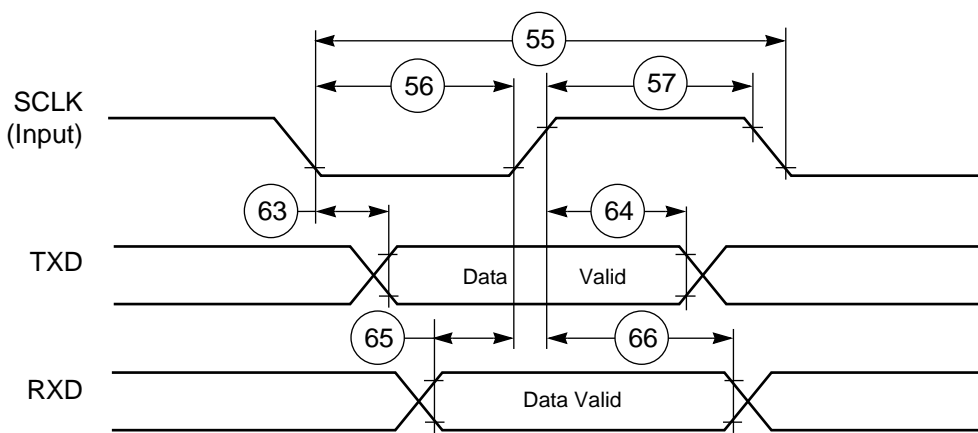 55
56
57
SCLK
(Input)
63
64
TXD
Data Valid
65
66
RXD
Data Valid